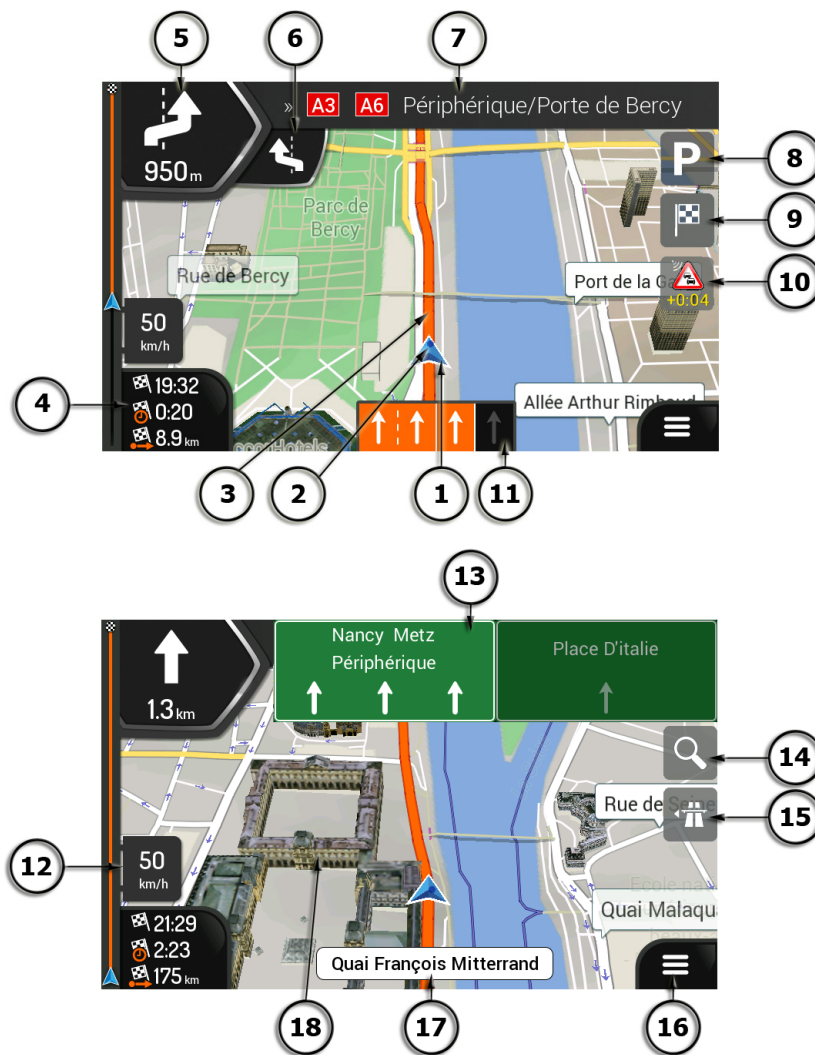 5
6
7
» A3 A6 Périphérique/Porte de Bercy
950 m
P
8
Parc de
Bercy
9
Rue de Bercy
Port de la Ga
10
+0:04
50
km/h
4
19:32
0:20
8.9 km
Allée Arthur Rimbaud
3
2
1
11
13
Nancy Metz
Périphérique
Place D'italie
1.3 km
14
Rue de Seine
15
12
50
km/h
Quai Malaqua
21:29
2:23
175 km
Quai François Mitterrand
18
17
16